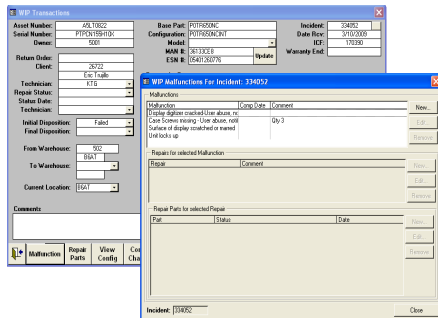 WIP Transactions
Asset Number: A5LT0822
Serial Number: PTPCN159H10K
Owner: 5001
Base Part: POTFR650NC
Configuration: POTFR650NCINT
Model:
MAN #: 36133CE8
ESN #: D5401260776
Update
Incident: 334052
Date Rcv: 3/10/2009
ICF: 170390
Warranty End:
Return Order:
Client: 26722
Eric Trujillo
Technician: KTG
Repair Status:
Status Date:
Technician:
Initial Disposition: Failed
Final Disposition:
From Warehouse: 502
86AT
To Warehouse:
Current Location: 86AT
Comments
Malfunction
Repair Parts
View Config
WIP Malfunctions For Incident: 334052
Malfunctions
Malfunction Comp Date Comment
Display digitizer cracked-User abuse, no
Case Screws missing - User abuse, noti Qty 3
Surface of display scratched or marred
Unit locks up
New...
Edit...
Remove
Repairs for selected Malfunction
Repair Comment
New...
Edit...
Remove
Repair Parts for selected Repair
Part Status Date
New...
Edit...
Remove
Incident: 334052
Close